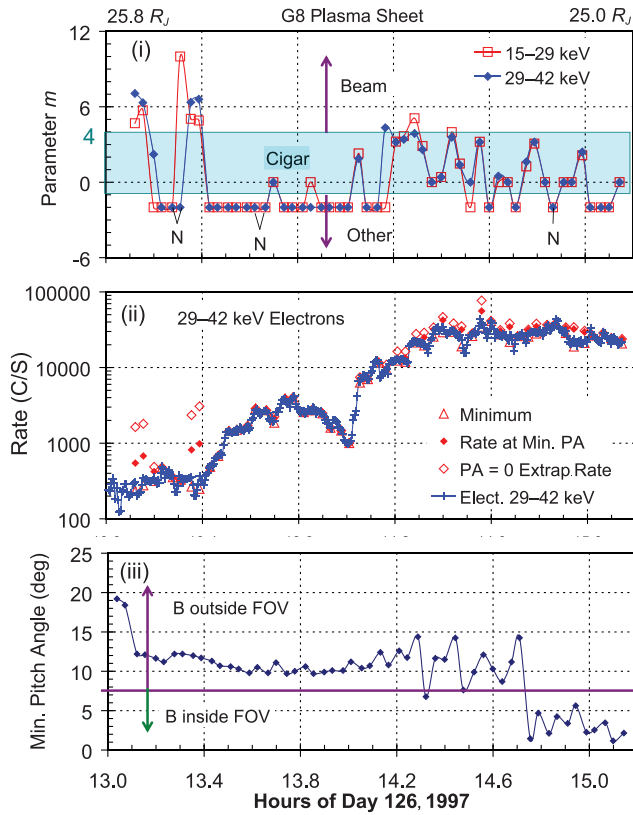 25.8 R_J G8 Plasma Sheet 25.0 R_J
(i)
15–29 keV
29–42 keV
12
8
4
0
-6
Parameter m
Beam
Cigar
Other
N
N
N
(ii) 29–42 keV Electrons
100000
10000
1000
100
Rate (C/S)
Minimum
Rate at Min. PA
PA = 0 Extrap. Rate
Elect. 29–42 keV
(iii)
25
20
15
10
5
0
Min. Pitch Angle (deg)
B outside FOV
B inside FOV
13.0 13.4 13.8 14.2 14.6 15.0
Hours of Day 126, 1997